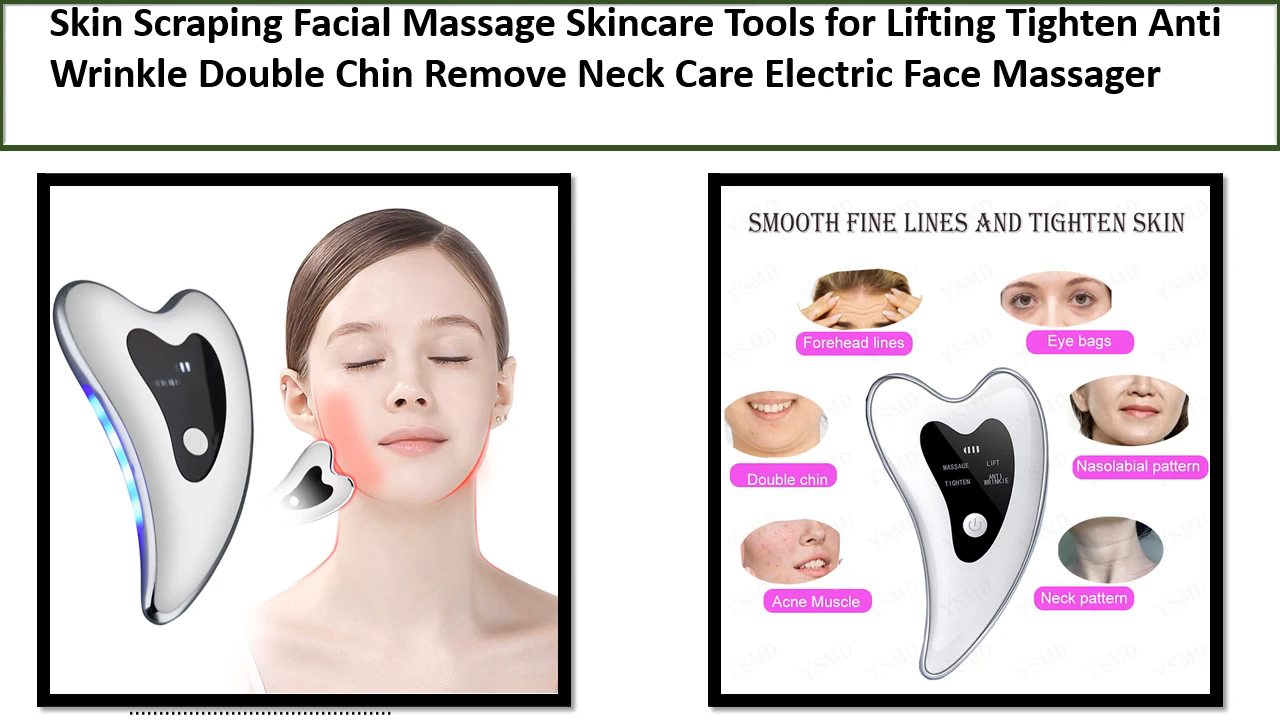 Skin Scraping Facial Massage Skincare Tools for Lifting Tighten Anti
Wrinkle Double Chin Remove Neck Care Electric Face Massager
SMOOTH FINE LINES AND TIGHTEN SKIN
Forehead lines
Eye bags
Double chin
Nasolabial pattern
MASSAGE
LIFT
TIGHTEN
ANTI
WRINKIE
Acne Muscle
Neck pattern
YSMD